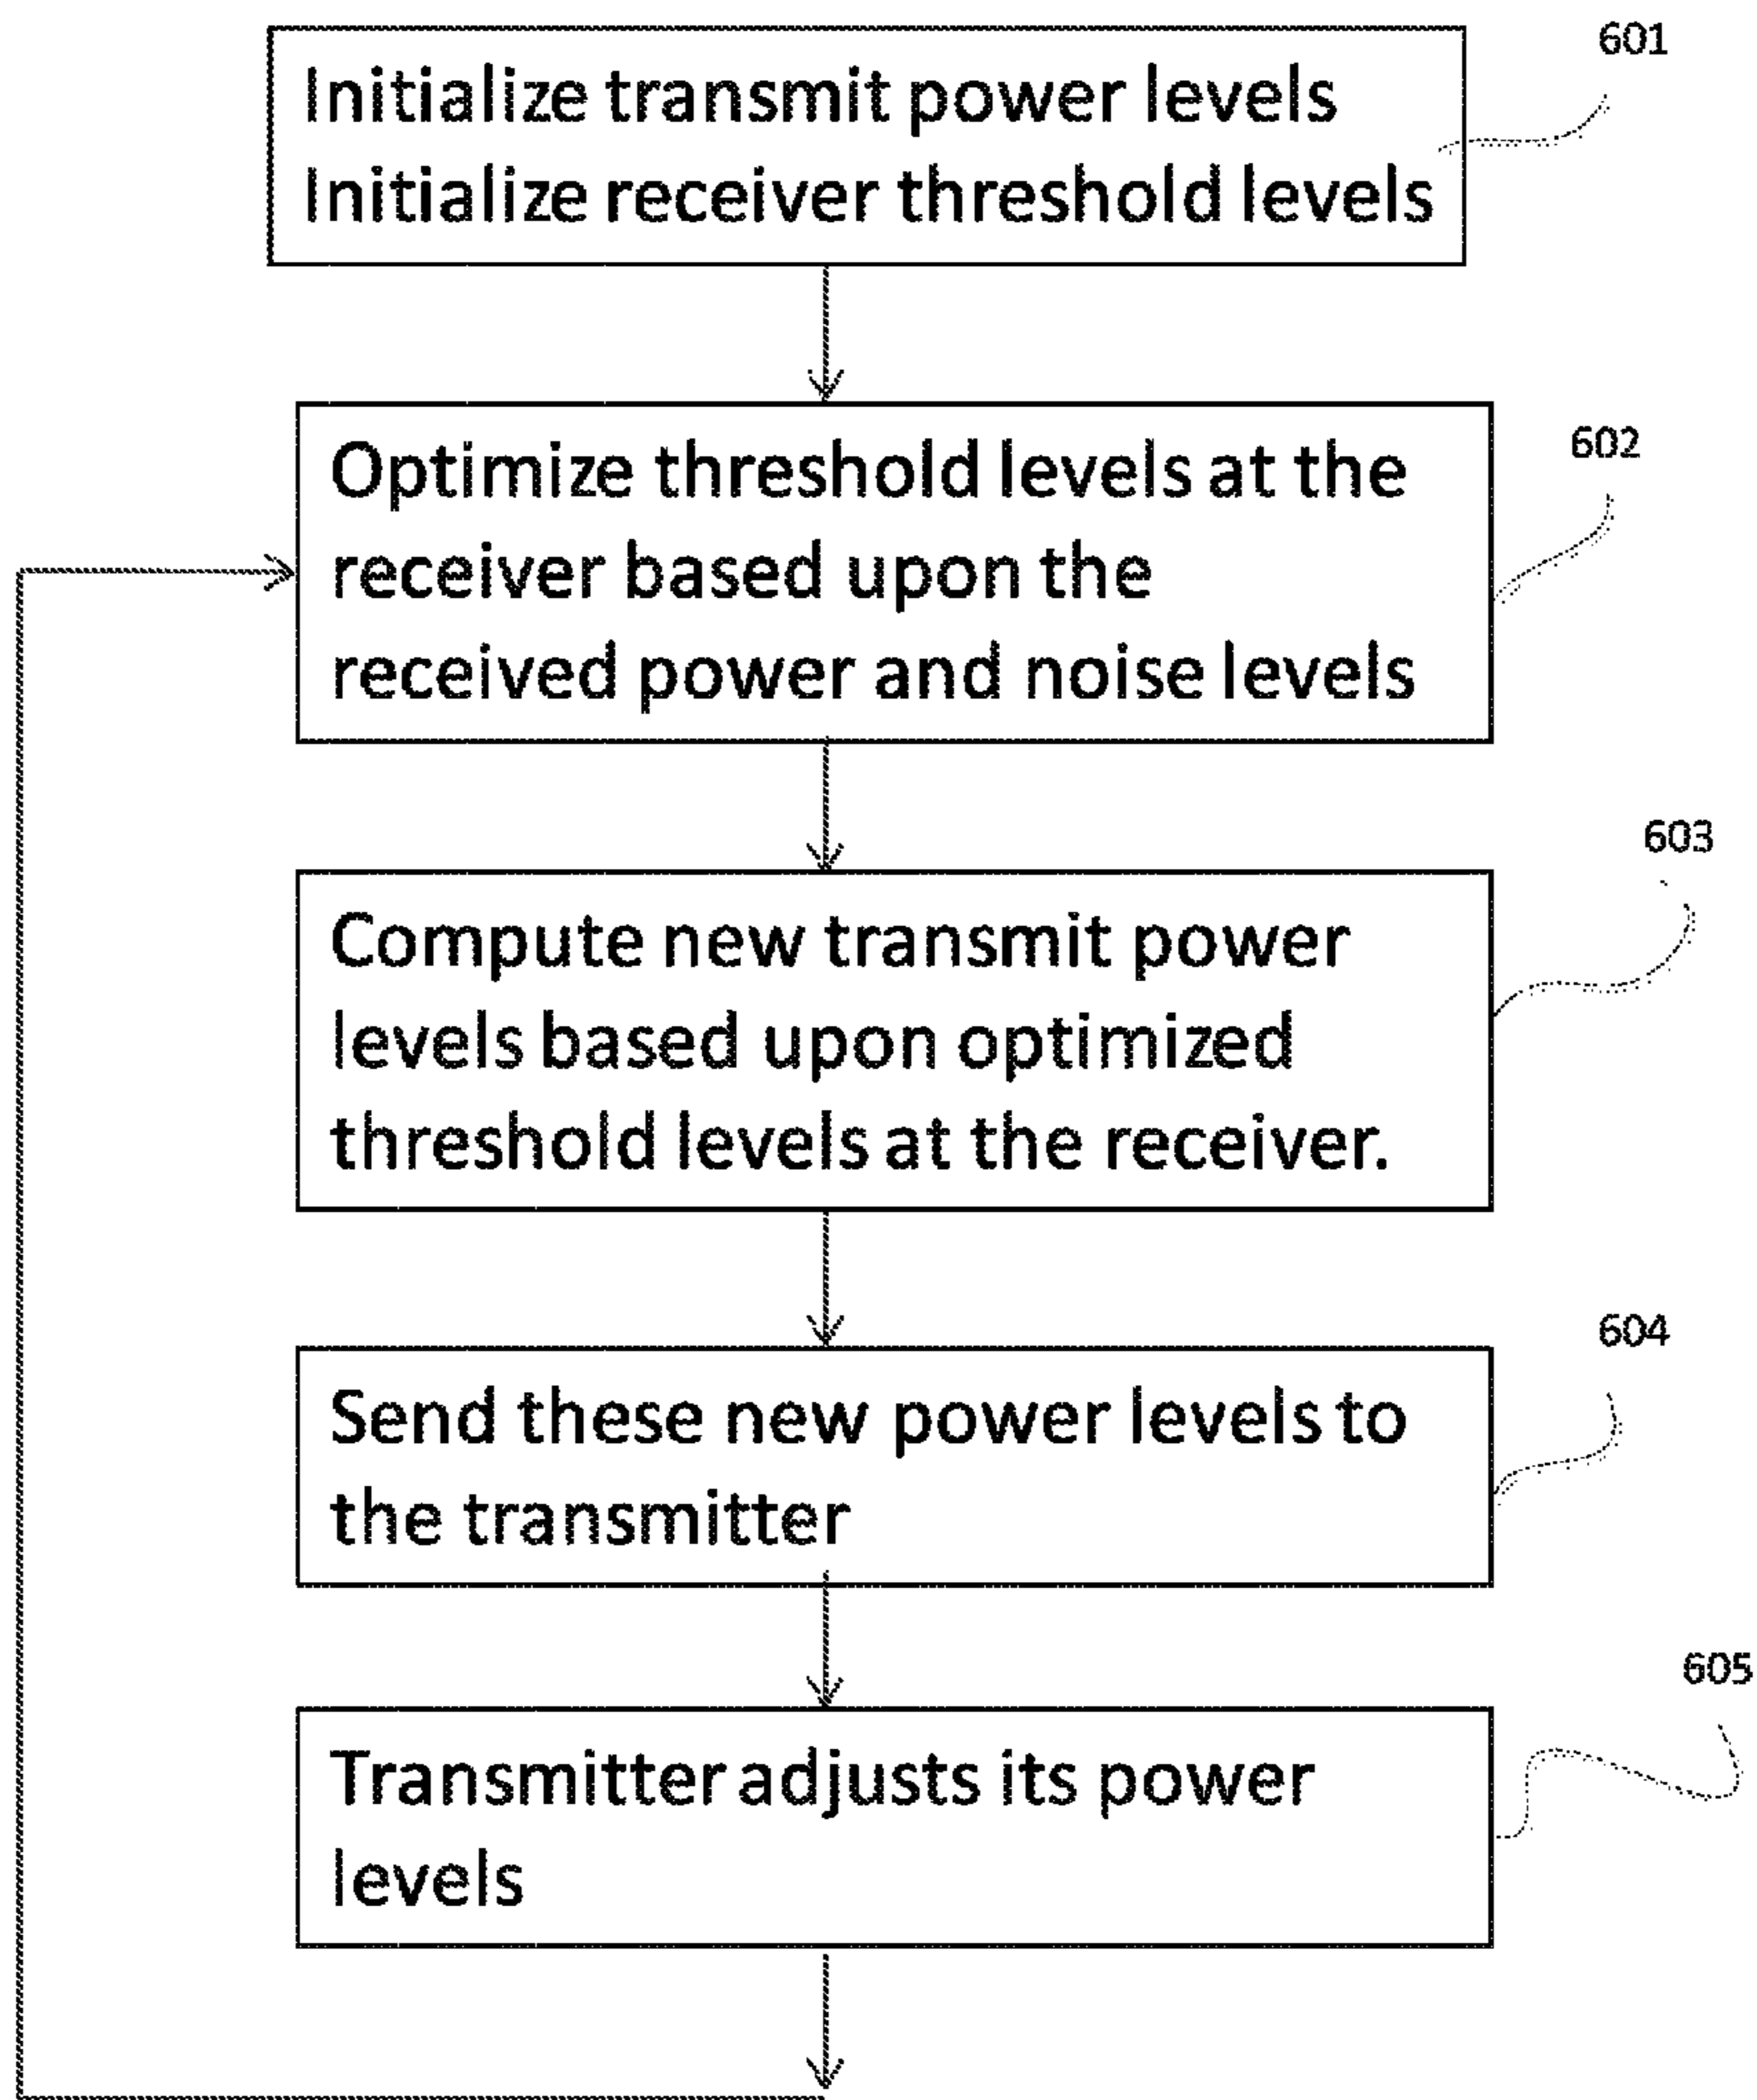 601
Initialize transmit power levels
Initialize receiver threshold levels
602
Optimize threshold levels at the
receiver based upon the
received power and noise levels
603
Compute new transmit power
levels based upon optimized
threshold levels at the receiver.
604
Send these new power levels to
the transmitter
605
Transmitter adjusts its power
levels